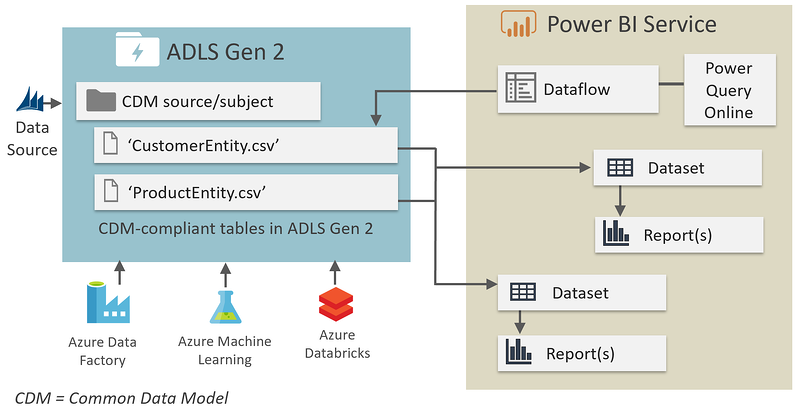 ADLS Gen 2
CDM source/subject
‘CustomerEntity.csv’
‘ProductEntity.csv’
CDM-compliant tables in ADLS Gen 2
Data
Source
Azure Data
Factory
Azure Machine
Learning
Azure
Databricks
Power BI Service
Dataflow
Power
Query
Online
Dataset
Report(s)
Dataset
Report(s)
CDM = Common Data Model